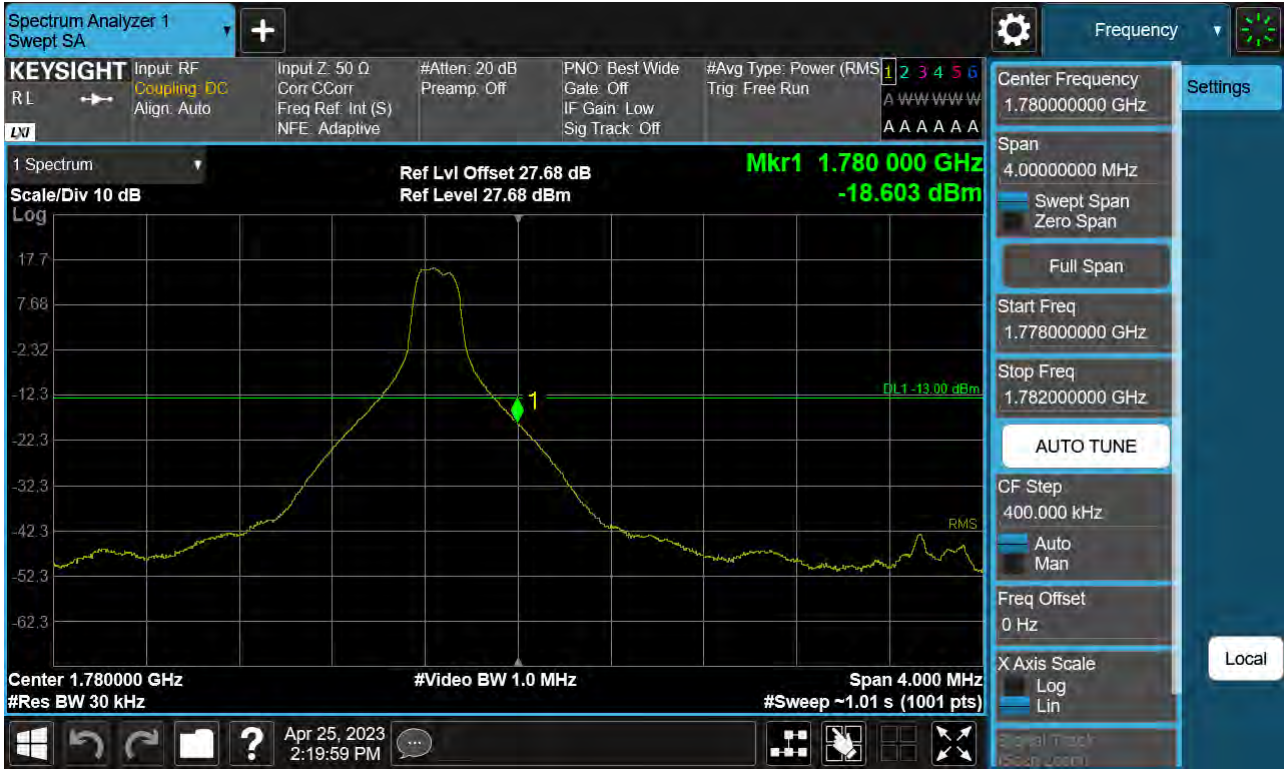 Spectrum Analyzer 1
Swept SA
Frequency
KEYSIGHT
R L
LXI
Input: RF
Coupling: DC
Align: Auto
Input Z: 50 Ω
Corr CCorr
Freq Ref: Int (S)
NFE: Adaptive
#Atten: 20 dB
Preamp: Off
PNO: Best Wide
Gate: Off
IF Gain: Low
Sig Track: Off
#Avg Type: Power (RMS
Trig: Free Run
1 2 3 4 5 6
A W W W W W
A A A A A A
1 Spectrum
Scale/Div 10 dB
Log
Ref Lvl Offset 27.68 dB
Ref Level 27.68 dBm
Mkr1 1.780 000 GHz
-18.603 dBm
17.7
7.68
-2.32
-12.3
-22.3
-32.3
-42.3
-52.3
-62.3
DL1 -13.00 dBm
1
RMS
Center 1.780000 GHz
#Res BW 30 kHz
#Video BW 1.0 MHz
Span 4.000 MHz
#Sweep ~1.01 s (1001 pts)
Center Frequency
1.780000000 GHz
Settings
Span
4.00000000 MHz
Swept Span
Zero Span
Full Span
Start Freq
1.778000000 GHz
Stop Freq
1.782000000 GHz
AUTO TUNE
CF Step
400.000 kHz
Auto
Man
Freq Offset
0 Hz
X Axis Scale
Log
Lin
Local
Signal Track
(Span Zoom)
?
Apr 25, 2023
2:19:59 PM